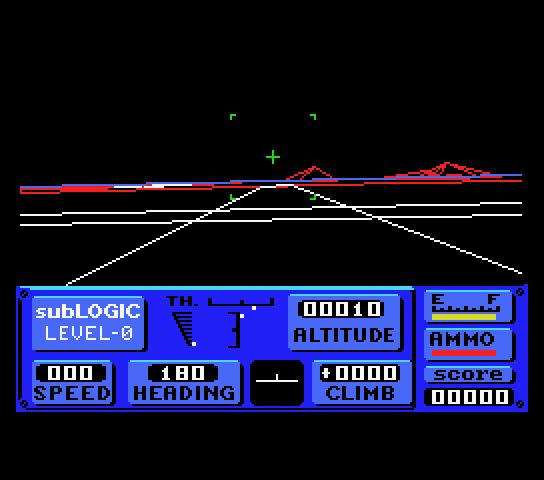 subLOGIC
LEVEL-0
TH.
00010
ALTITUDE
000
SPEED
180
HEADING
+0000
CLIMB
E F
AMMO
score
00000